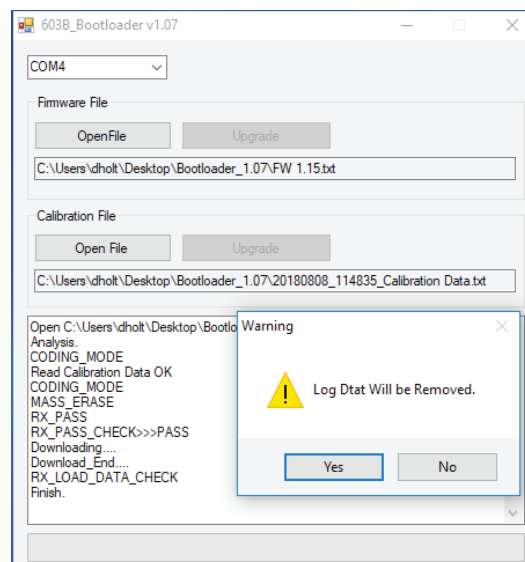 603B_Bootloader v1.07
COM4
Firmware File
OpenFile
Upgrade
C:\Users\dholt\Desktop\Bootloader_1.07\FW 1.15.txt
Calibration File
Open File
Upgrade
C:\Users\dholt\Desktop\Bootloader_1.07\20180808_114835_Calibration Data.txt
Open C:\Users\dholt\Desktop\Bootlo
Analysis.
CODING_MODE
Read Calibration Data OK
CODING_MODE
MASS_ERASE
RX_PASS
RX_PASS_CHECK>>>PASS
Downloading....
Download_End....
RX_LOAD_DATA_CHECK
Finish.
Warning
Log Dtat Will be Removed.
Yes
No